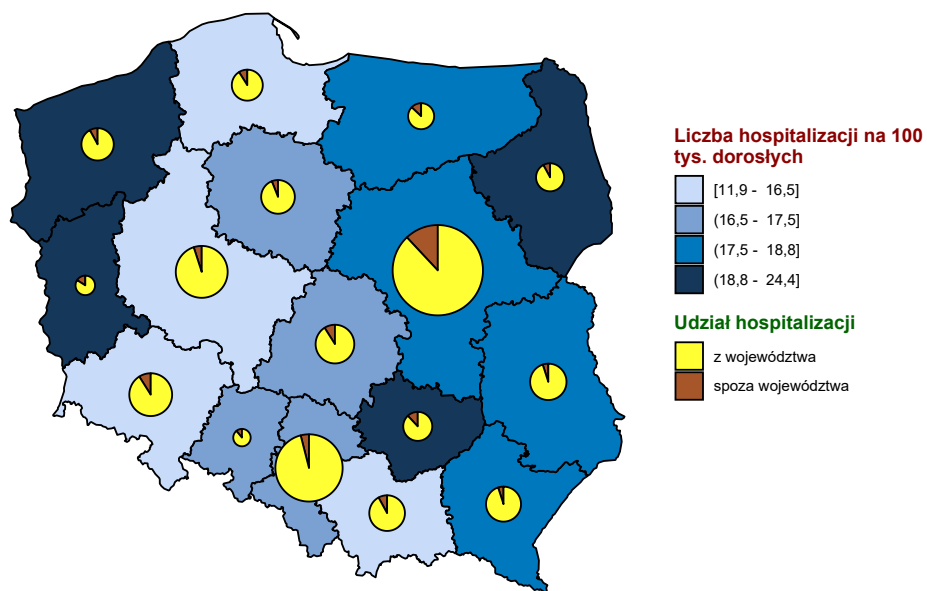 Liczba hospitalizacji na 100
tys. dorosłych
[11,9 - 16,5]
(16,5 - 17,5]
(17,5 - 18,8]
(18,8 - 24,4]
Udział hospitalizacji
z województwa
spoza województwa